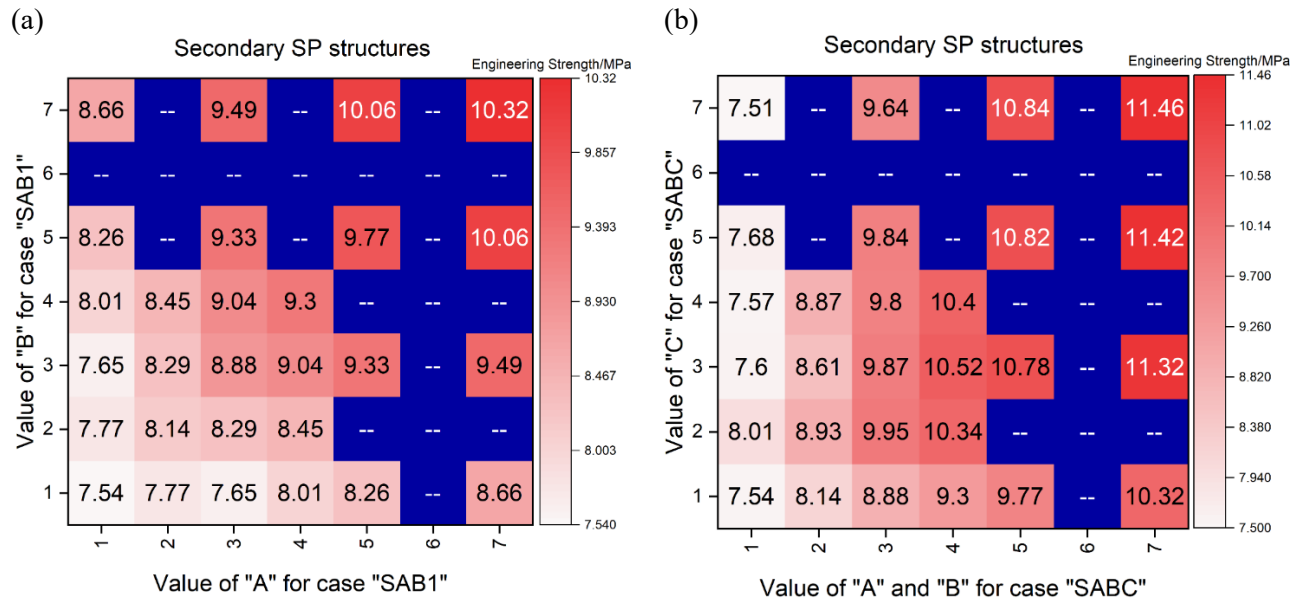 (a)
Secondary SP structures
Engineering Strength/MPa
Value of "B" for case "SAB1"
7 8.66 -- 9.49 -- 10.06 -- 10.32
6 -- -- -- -- -- -- --
5 8.26 -- 9.33 -- 9.77 -- 10.06
4 8.01 8.45 9.04 9.3 -- -- --
3 7.65 8.29 8.88 9.04 9.33 -- 9.49
2 7.77 8.14 8.29 8.45 -- -- --
1 7.54 7.77 7.65 8.01 8.26 -- 8.66
1 2 3 4 5 6 7
Value of "A" for case "SAB1"
10.32
9.857
9.393
8.930
8.467
8.003
7.540
(b)
Secondary SP structures
Engineering Strength/MPa
Value of "C" for case "SABC"
7 7.51 -- 9.64 -- 10.84 -- 11.46
6 -- -- -- -- -- -- --
5 7.68 -- 9.84 -- 10.82 -- 11.42
4 7.57 8.87 9.8 10.4 -- -- --
3 7.6 8.61 9.87 10.52 10.78 -- 11.32
2 8.01 8.93 9.95 10.34 -- -- --
1 7.54 8.14 8.88 9.3 9.77 -- 10.32
1 2 3 4 5 6 7
Value of "A" and "B" for case "SABC"
11.46
11.02
10.58
10.14
9.700
9.260
8.820
8.380
7.940
7.500